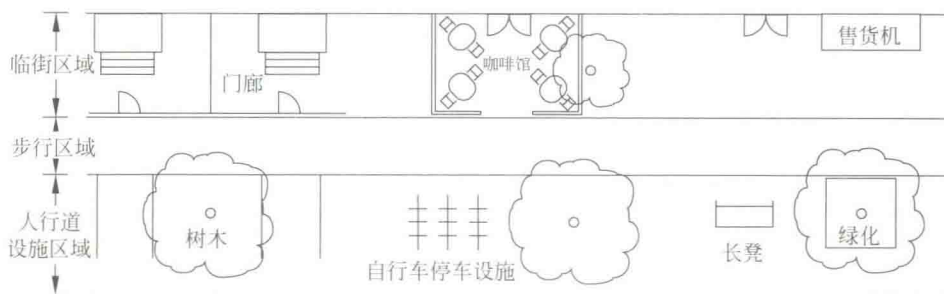 临街区域
门廊
咖啡馆
售货机
步行区域
人行道
设施区域
树木
自行车停车设施
长凳
绿化